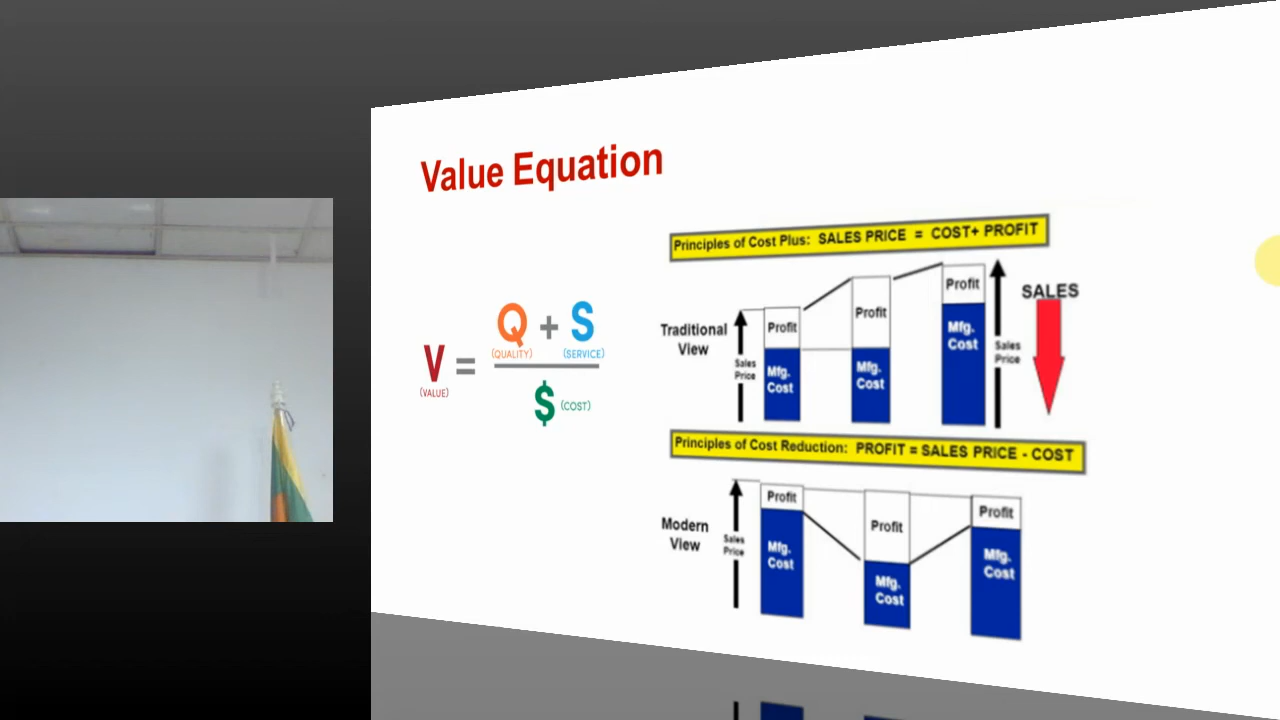 Value Equation
V = Q + S
(VALUE) (QUALITY) (SERVICE)
$ (COST)
Principles of Cost Plus: SALES PRICE = COST+ PROFIT
Traditional
View
Sales
Price
Profit
Mfg.
Cost
Profit
Mfg.
Cost
Profit
Mfg.
Cost
Sales
Price
SALES
Principles of Cost Reduction: PROFIT = SALES PRICE - COST
Modern
View
Sales
Price
Profit
Mfg.
Cost
Profit
Mfg.
Cost
Profit
Mfg.
Cost